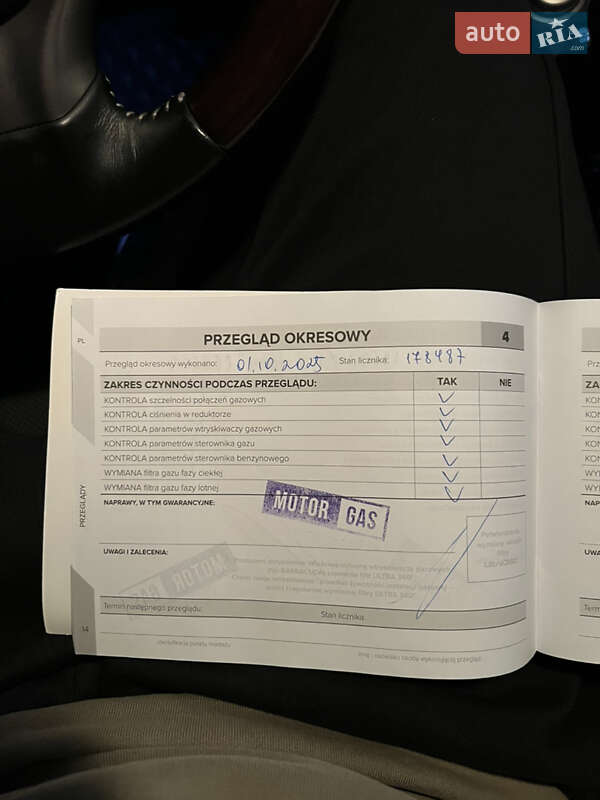 auto RIA.com
PL
PRZEGLĄD OKRESOWY 4
Przegląd okresowy wykonano: 01.10.2025 Stan licznika: 178487
ZAKRES CZYNNOŚCI PODCZAS PRZEGLĄDU: TAK NIE
KONTROLA szczelności połączeń gazowych
KONTROLA ciśnienia w reduktorze
KONTROLA parametrów wtryskiwaczy gazowych
KONTROLA parametrów sterownika gazu
KONTROLA parametrów sterownika benzynowego
WYMIANA filtra gazu fazy ciekłej
WYMIANA filtra gazu fazy lotnej
NAPRAWY, W TYM GWARANCYJNE:
MOTOR GAS
UWAGI I ZALECENIA:
MOTOR GAS
Termin następnego przeglądu: Stan licznika:
PRZEGLĄDY
14